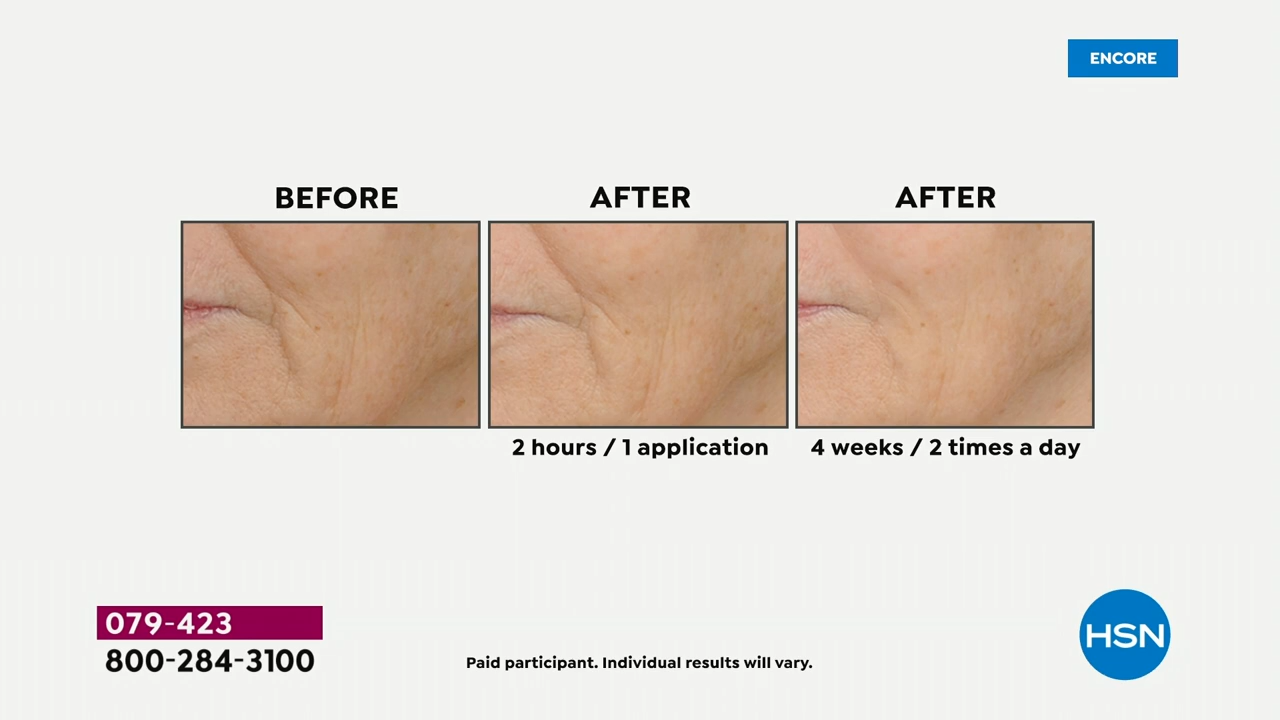 ENCORE
BEFORE
AFTER
AFTER
2 hours / 1 application
4 weeks / 2 times a day
079-423
800-284-3100
Paid participant. Individual results will vary.
HSN